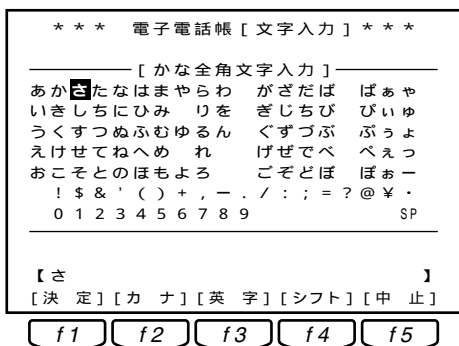 ＊＊＊ 電子電話帳［文字入力］＊＊＊
［かな全角文字入力］
あかさたなはまやらわ がざだば ぱぁゃ
いきしちにひみ りを ぎじちび ぴぃゅ
うくすつぬふむゆるん ぐずづぶ ぷぅょ
えけせてねへめ れ げぜでべ ぺぇっ
おこそとのほもよろ ごぞどぼ ぽぉー
！＄＆’（）＋，－．／：；＝？＠￥・
０１２３４５６７８９ SP
【さ 】
［決 定］［カ ナ］［英 字］［シフト］［中 止］
f1 f2 f3 f4 f5